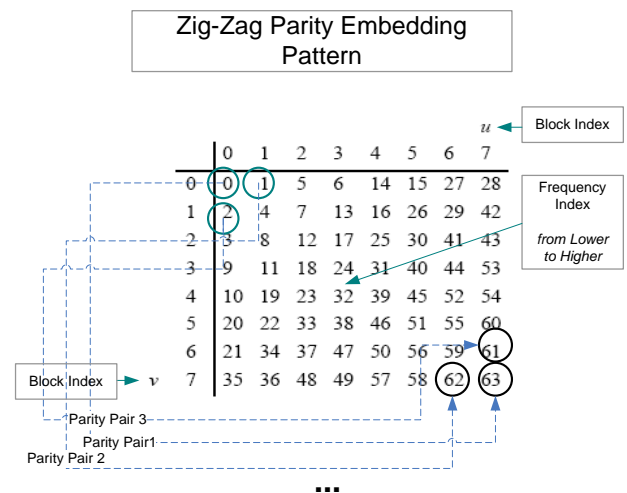 Zig-Zag Parity Embedding
Pattern
u
Block Index
0 1 2 3 4 5 6 7
0 0 1 5 6 14 15 27 28
1 2 4 7 13 16 26 29 42
2 3 8 12 17 25 30 41 43
3 9 11 18 24 31 40 44 53
4 10 19 23 32 39 45 52 54
5 20 22 33 38 46 51 55 60
6 21 34 37 47 50 56 59 61
7 35 36 48 49 57 58 62 63
Frequency
Index
from Lower
to Higher
Block Index
v
Parity Pair 3
Parity Pair1
Parity Pair 2
...